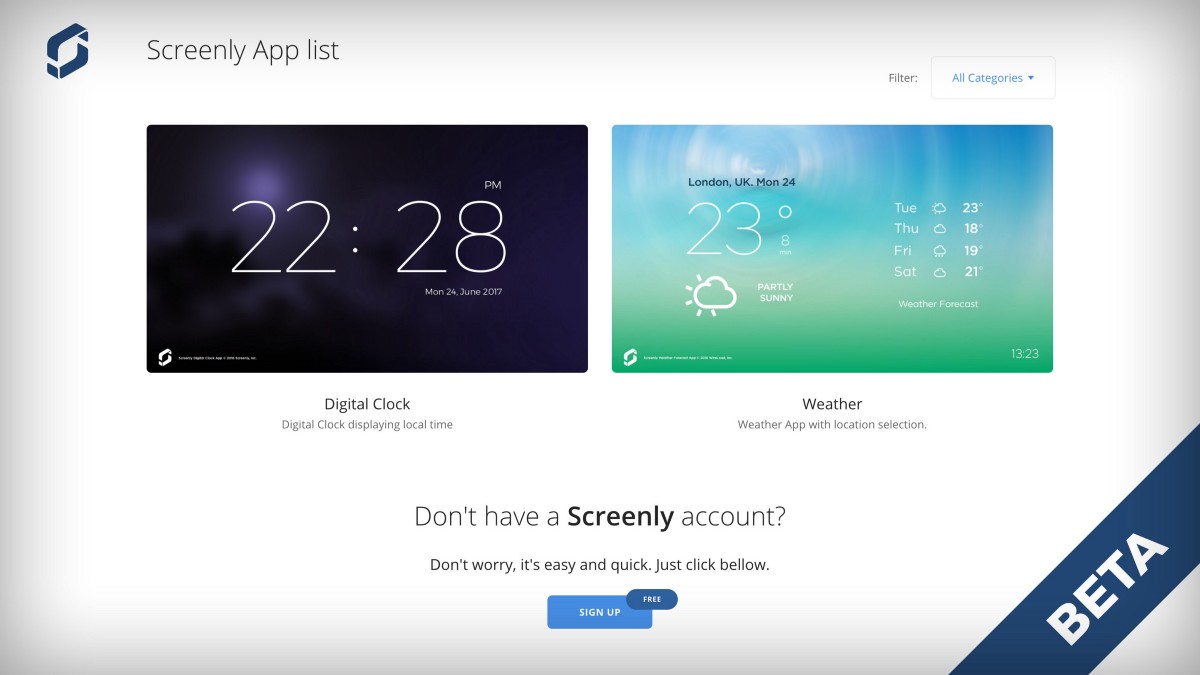 Screenly App list
Filter:
All Categories
PM
22 : 28
Mon 24, June 2017
Screenly Digital Clock App © 2016 Screenly, Inc.
London, UK. Mon 24
23°
8
min
PARTLY
SUNNY
Tue 23°
Thu 18°
Fri 19°
Sat 21°
Weather Forecast
Screenly Weather Forecast App © 2016
13:23
Digital Clock
Digital Clock displaying local time
Weather
Weather App with location selection.
Don't have a Screenly account?
Don't worry, it's easy and quick. Just click bellow.
SIGN UP
FREE
BETA